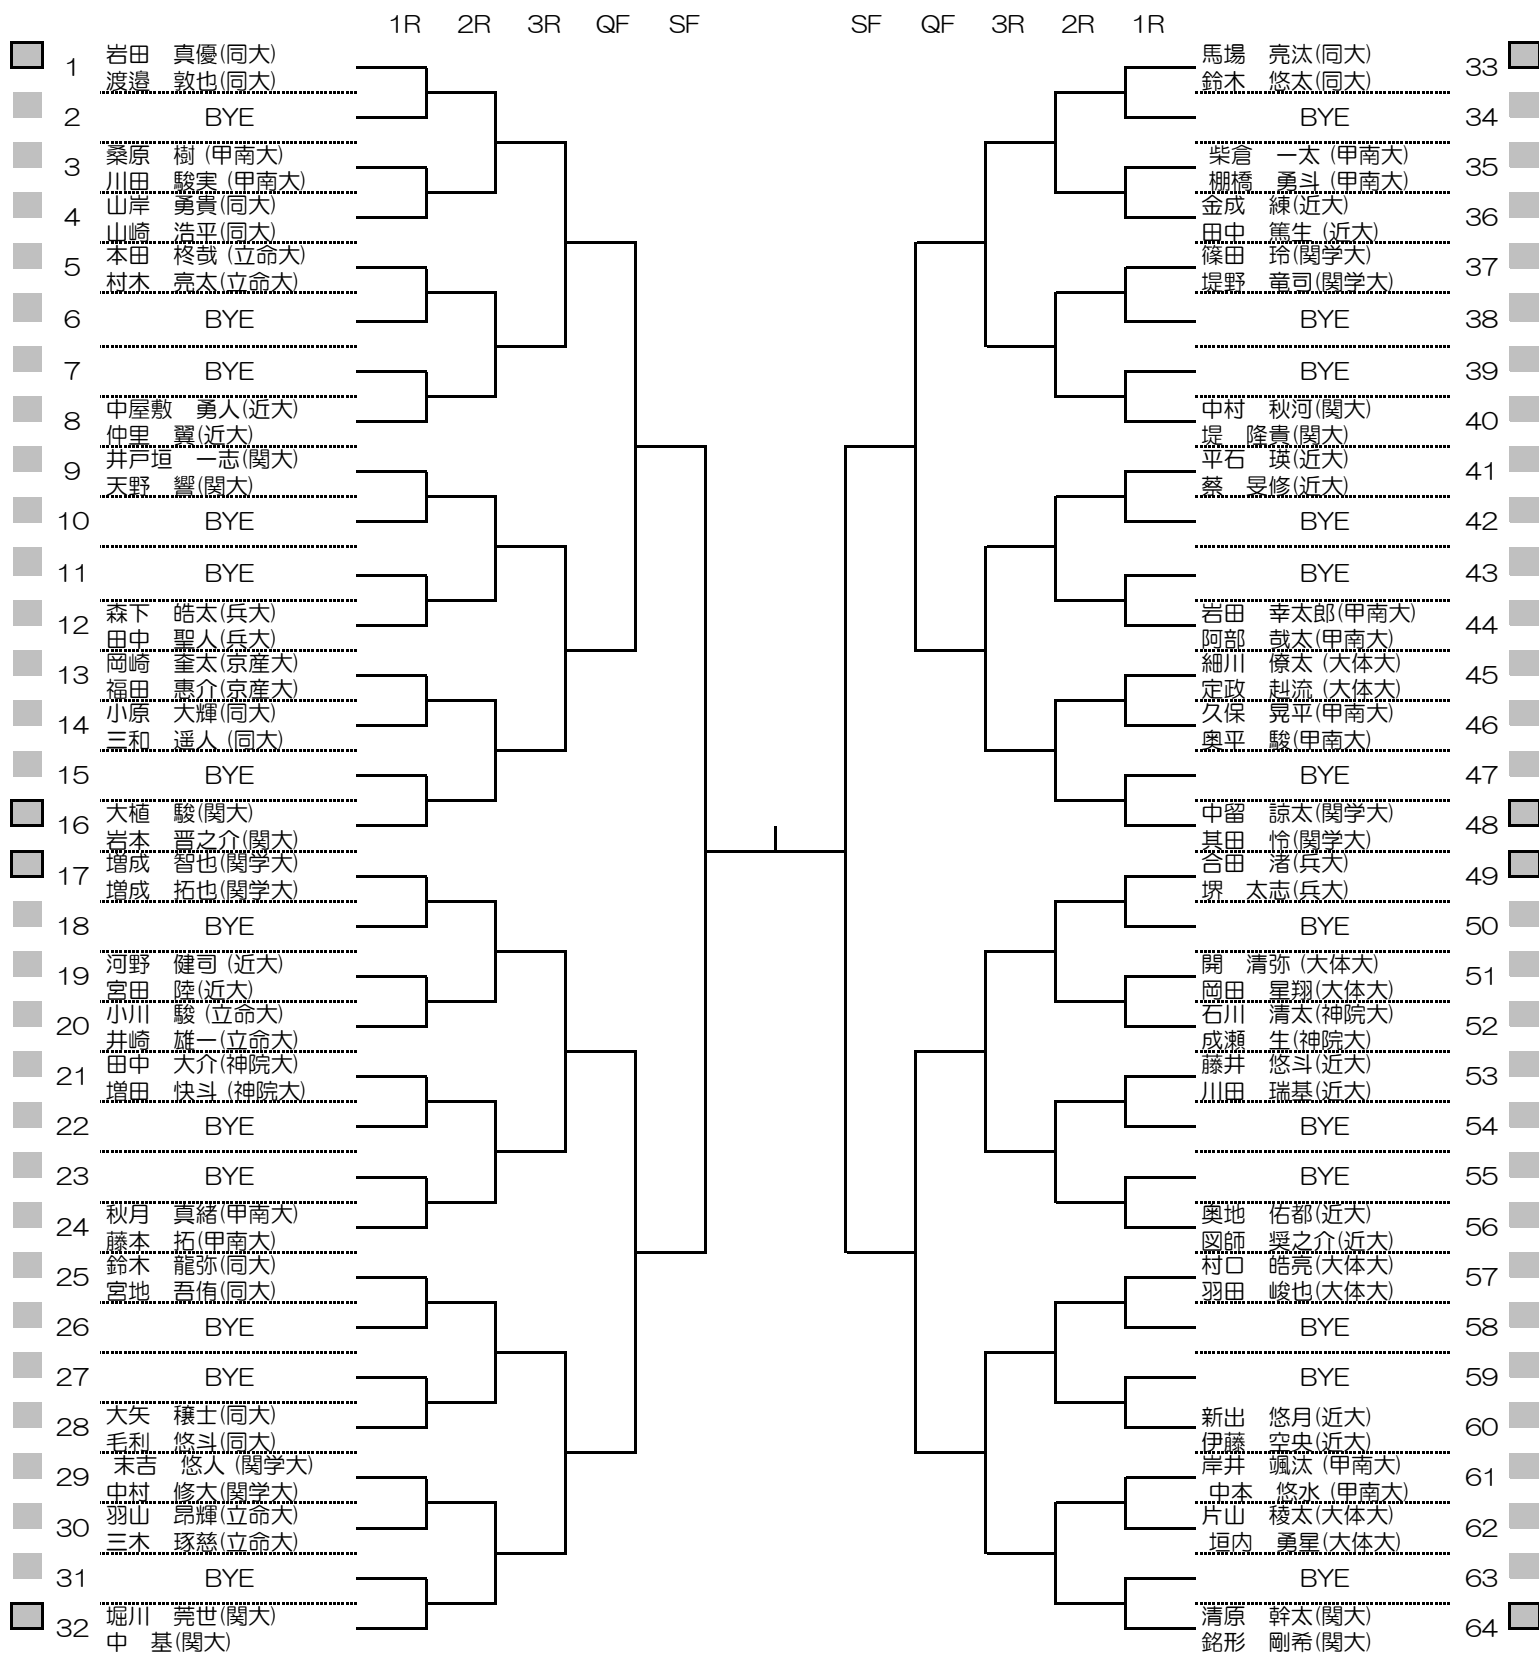 1R 2R 3R QF SF SF QF 3R 2R 1R
1 岩田 真優(同大)
渡邉 敦也(同大)
2 BYE
3 桑原 樹 (甲南大)
川田 駿実 (甲南大)
4 山岸 勇貴(同大)
山崎 浩平(同大)
5 本田 柊哉 (立命大)
村木 亮太(立命大)
6 BYE
7 BYE
8 中屋敷 勇人(近大)
仲里 翼(近大)
9 井戸垣 一志(関大)
天野 響(関大)
10 BYE
11 BYE
12 森下 皓太(兵大)
田中 聖人(兵大)
13 岡崎 奎太(京産大)
福田 惠介(京産大)
14 小原 大輝(同大)
三和 遥人 (同大)
15 BYE
16 大植 駿(関大)
岩本 晋之介(関大)
17 増成 智也(関学大)
増成 拓也(関学大)
18 BYE
19 河野 健司 (近大)
宮田 陸(近大)
20 小川 駿 (立命大)
井崎 雄一(立命大)
21 田中 大介(神院大)
増田 快斗 (神院大)
22 BYE
23 BYE
24 秋月 真緒(甲南大)
藤本 拓(甲南大)
25 鈴木 龍弥(同大)
宮地 吾侑(同大)
26 BYE
27 BYE
28 大矢 穣士(同大)
毛利 悠斗(同大)
29 末吉 悠人 (関学大)
中村 修大(関学大)
30 羽山 昂輝(立命大)
三木 琢慈(立命大)
31 BYE
32 堀川 莞世(関大)
中 基(関大)
馬場 亮汰(同大) 33
鈴木 悠太(同大)
BYE 34
柴倉 一太 (甲南大) 35
棚橋 勇斗 (甲南大)
金成 練(近大) 36
田中 篤生 (近大)
篠田 玲(関学大) 37
堤野 竜司(関学大)
BYE 38
BYE 39
中村 秋河(関大) 40
堤 隆貴(関大)
平石 瑛(近大) 41
蔡 旻修(近大)
BYE 42
BYE 43
岩田 幸太郎(甲南大) 44
阿部 哉太(甲南大)
細川 僚太 (大体大) 45
定政 赳流 (大体大)
久保 晃平(甲南大) 46
奥平 駿(甲南大)
BYE 47
中留 諒太(関学大) 48
其田 怜(関学大)
合田 渚(兵大) 49
堺 太志(兵大)
BYE 50
開 清弥 (大体大) 51
岡田 星翔(大体大)
石川 清太(神院大) 52
成瀬 生(神院大)
藤井 悠斗(近大) 53
川田 瑞基(近大)
BYE 54
BYE 55
奥地 佑都(近大) 56
図師 奨之介(近大)
村口 皓亮(大体大) 57
羽田 峻也(大体大)
BYE 58
BYE 59
新出 悠月(近大) 60
伊藤 空央(近大)
岸井 颯汰 (甲南大) 61
中本 悠水 (甲南大)
片山 稜太(大体大) 62
垣内 勇星(大体大)
BYE 63
清原 幹太(関大) 64
銘形 剛希(関大)